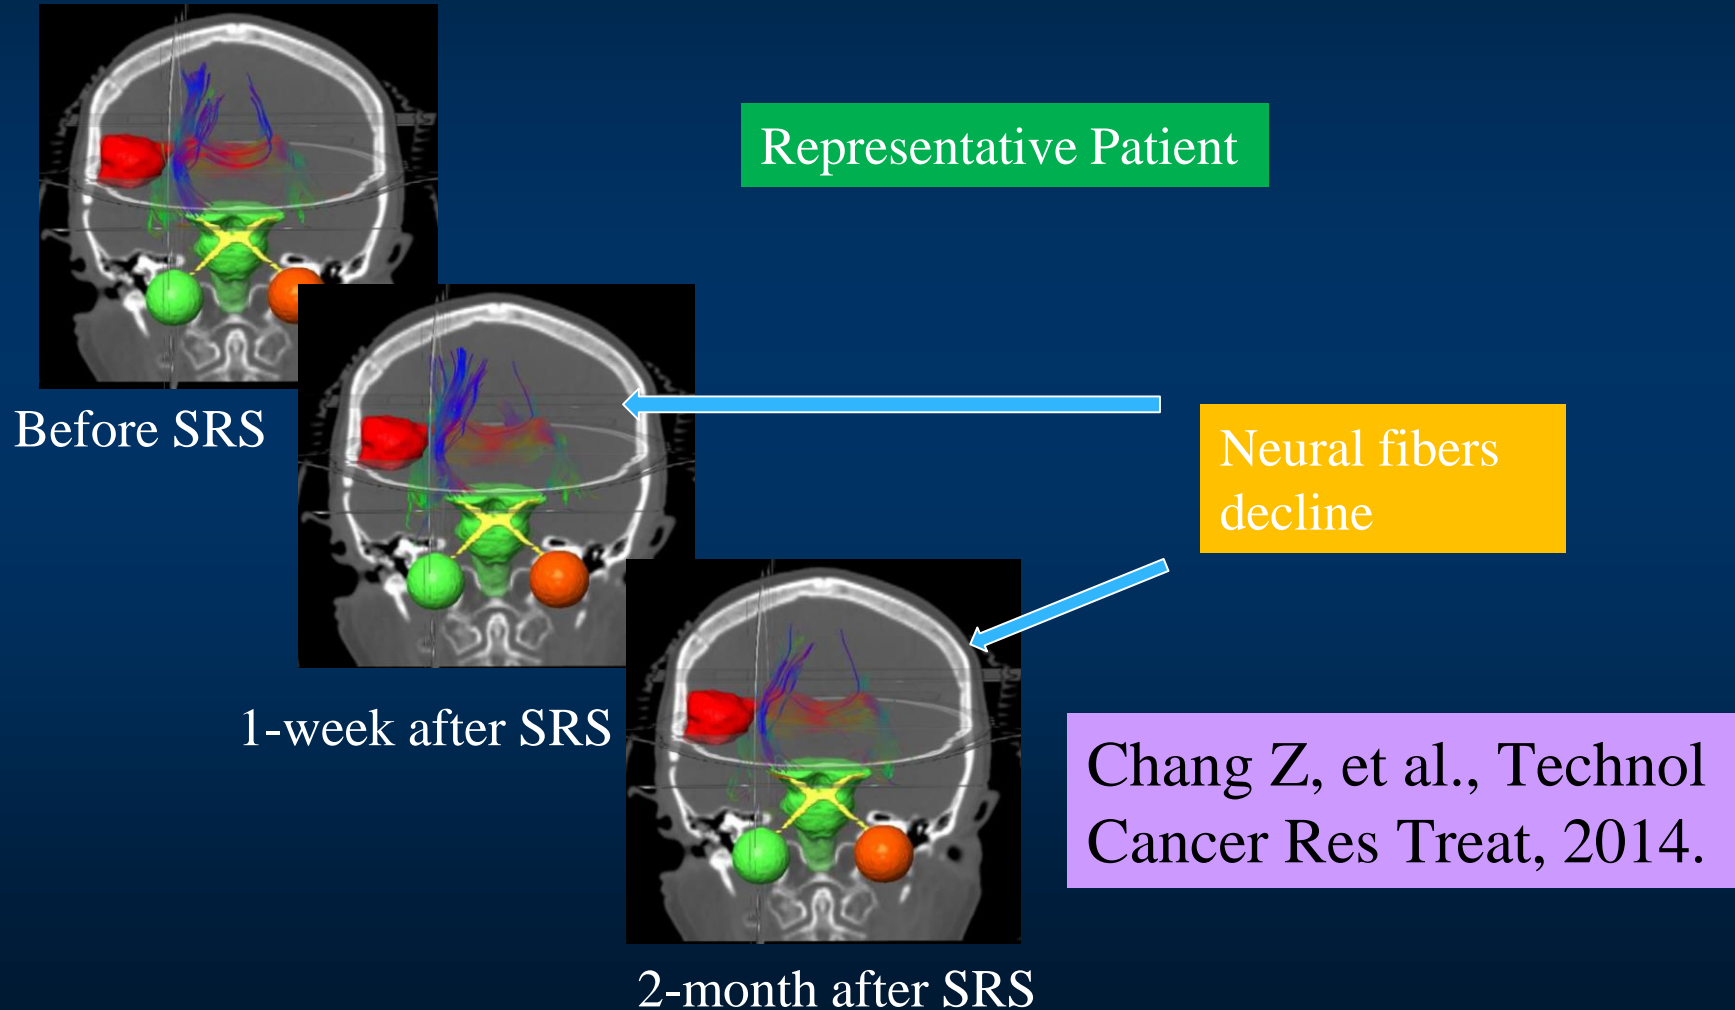 Representative Patient
Before SRS
Neural fibers
decline
1-week after SRS
Chang Z, et al., Technol
Cancer Res Treat, 2014.
2-month after SRS